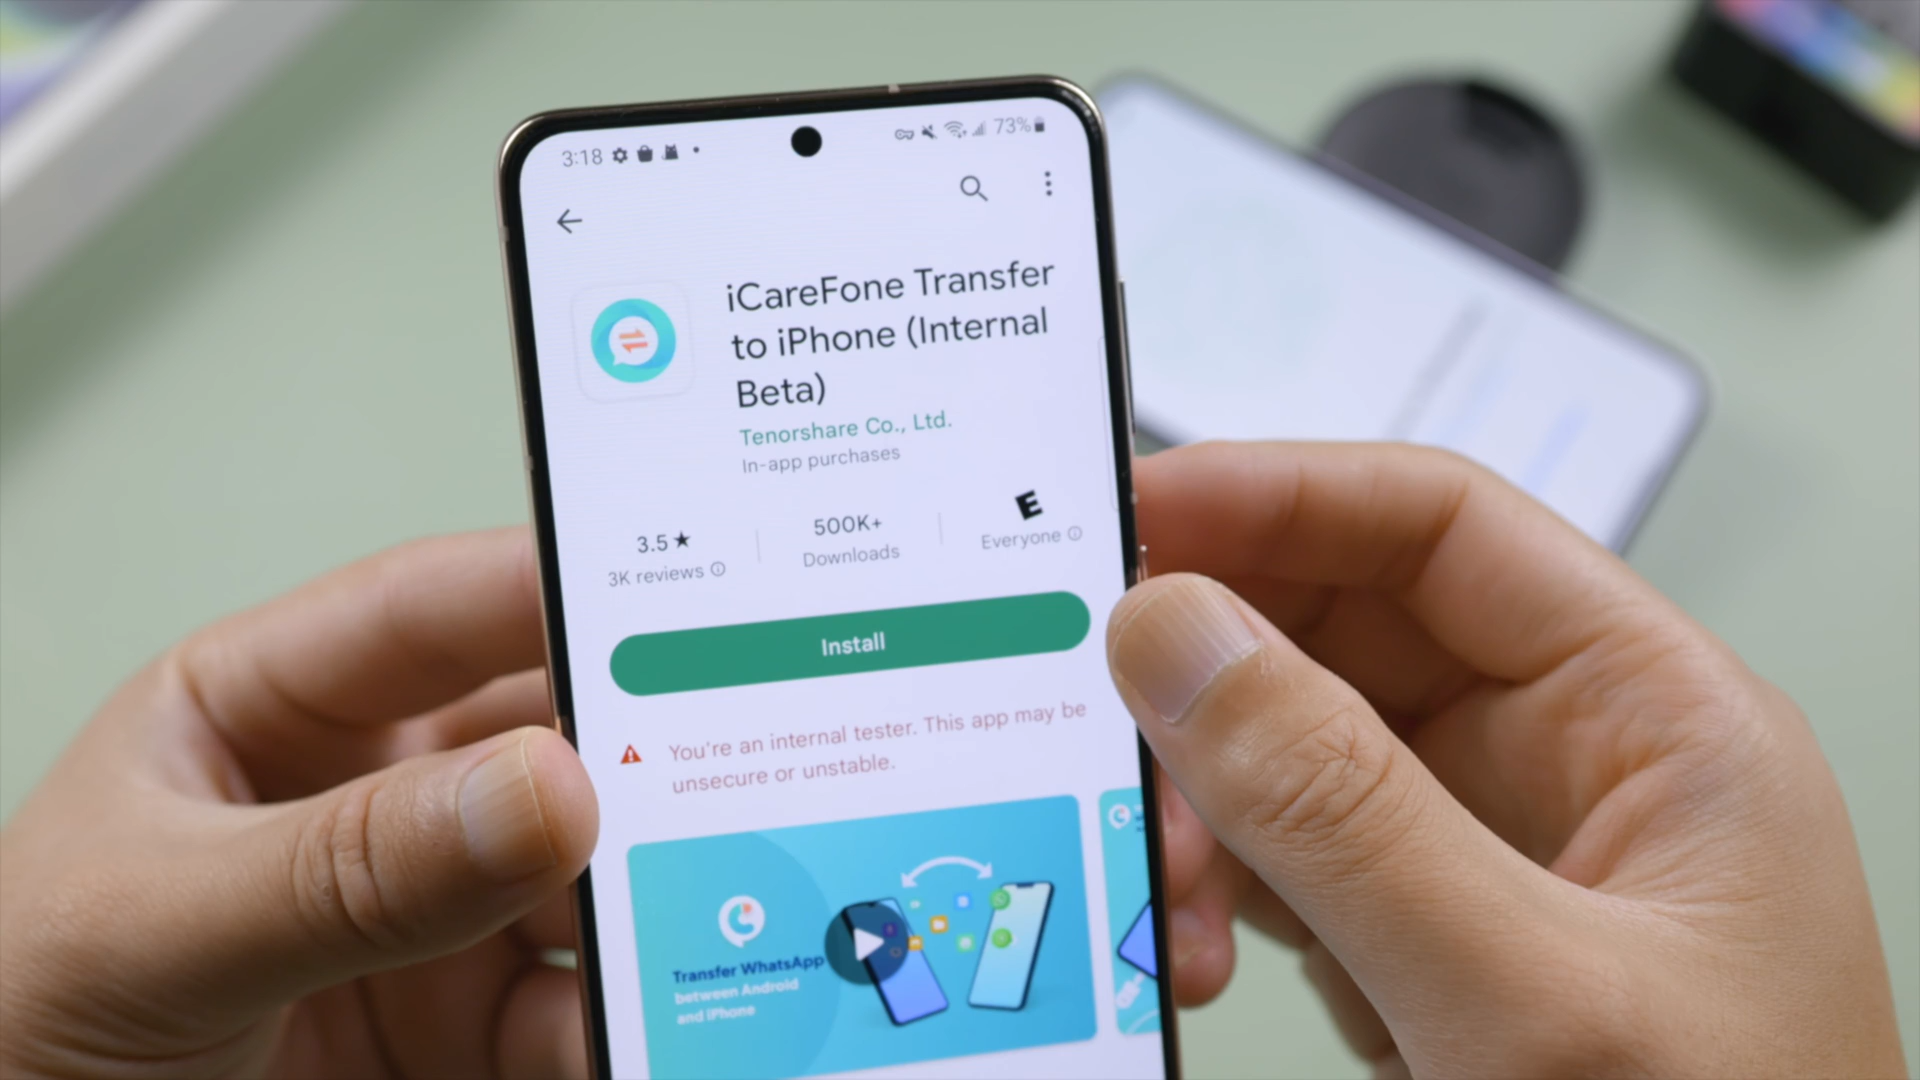 3:18
73%
iCareFone Transfer
to iPhone (Internal
Beta)
Tenorshare Co., Ltd.
In-app purchases
3.5★
3K reviews
500K+
Downloads
E
Everyone
Install
You're an internal tester. This app may be
unsecure or unstable.
Transfer WhatsApp
between Android
and iPhone